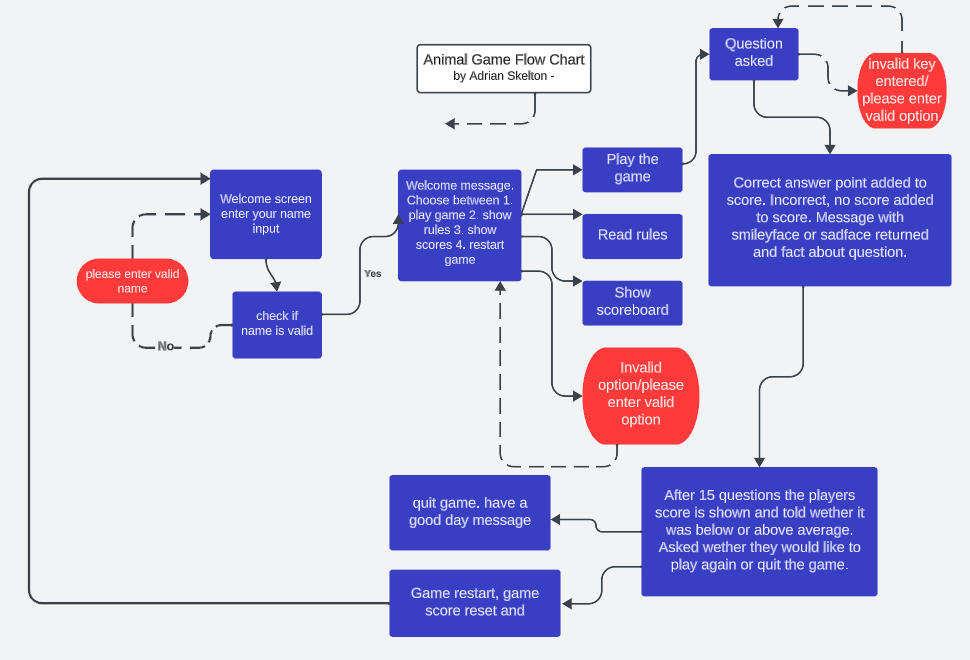 Animal Game Flow Chart
by Adrian Skelton -
Welcome screen
enter your name
input
please enter valid
name
No
check if
name is valid
Yes
Welcome message.
Choose between 1.
play game 2. show
rules 3. show
scores 4. restart
game
Play the
game
Read rules
Show
scoreboard
Invalid
option/please
enter valid
option
Question
asked
invalid key
entered/
please enter
valid option
Correct answer point added to
score. Incorrect, no score added
to score. Message with
smileyface or sadface returned
and fact about question.
After 15 questions the players
score is shown and told wether it
was below or above average.
Asked wether they would like to
play again or quit the game.
quit game. have a
good day message
Game restart, game
score reset and